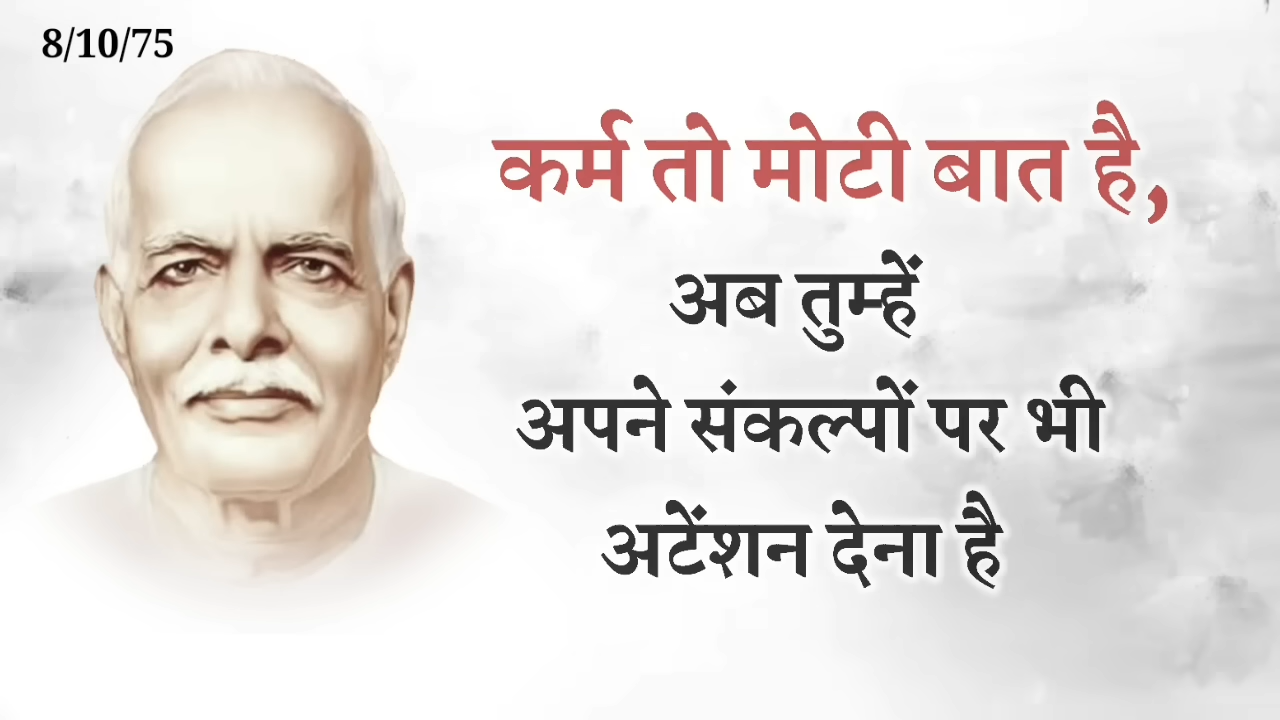 8/10/75
कर्म तो मोटी बात है,
अब तुम्हें
अपने संकल्पों पर भी
अटेंशन देना है